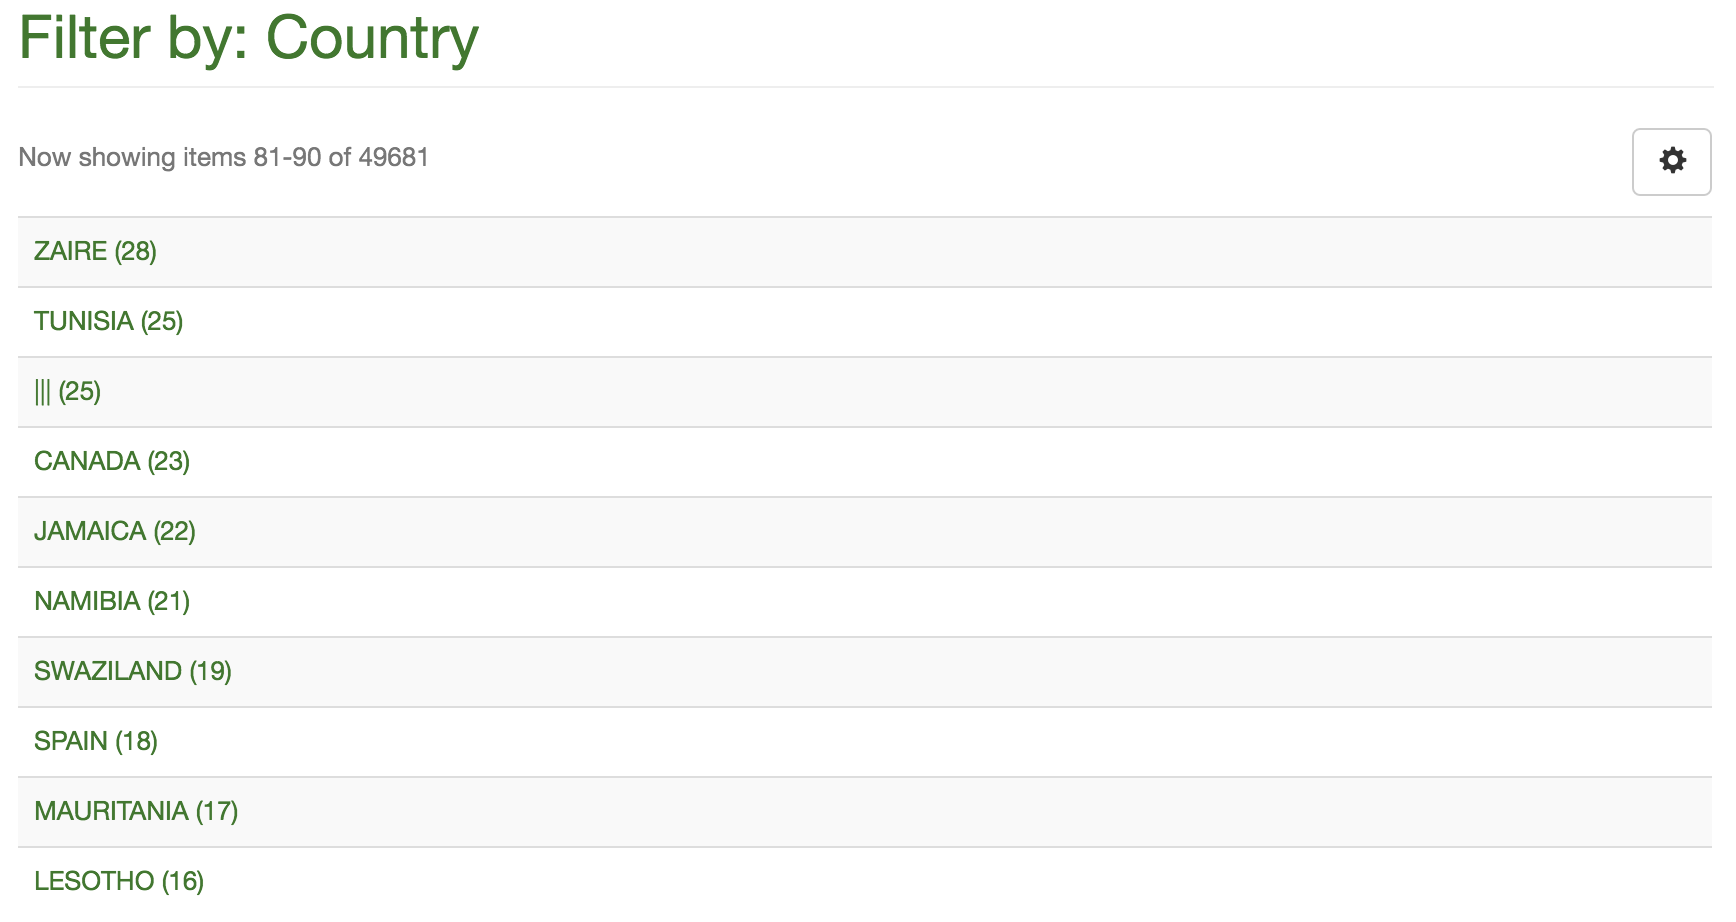 Filter by: Country
Now showing items 81-90 of 49681
ZAIRE (28)
TUNISIA (25)
||| (25)
CANADA (23)
JAMAICA (22)
NAMIBIA (21)
SWAZILAND (19)
SPAIN (18)
MAURITANIA (17)
LESOTHO (16)